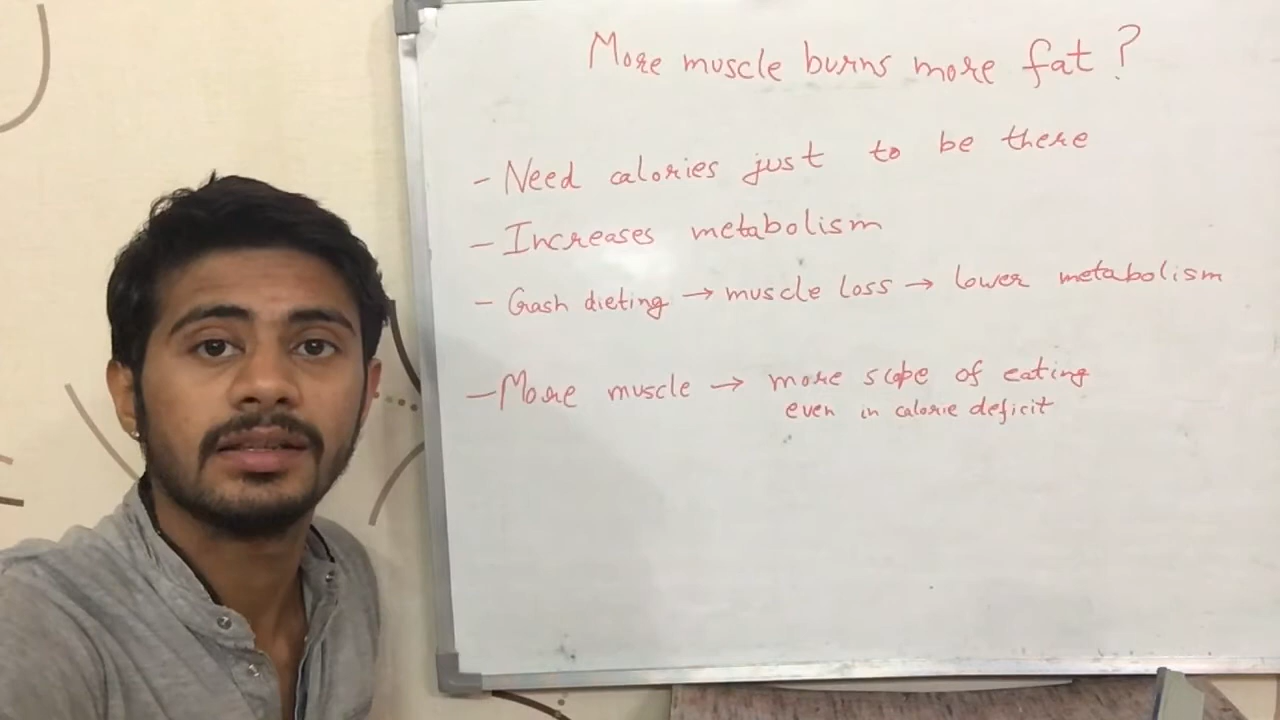 More muscle burns more fat ?
- Need calories just to be there
- Increases metabolism
- Crash dieting → muscle loss → lower metabolism
- More muscle → more scope of eating
even in calorie deficit